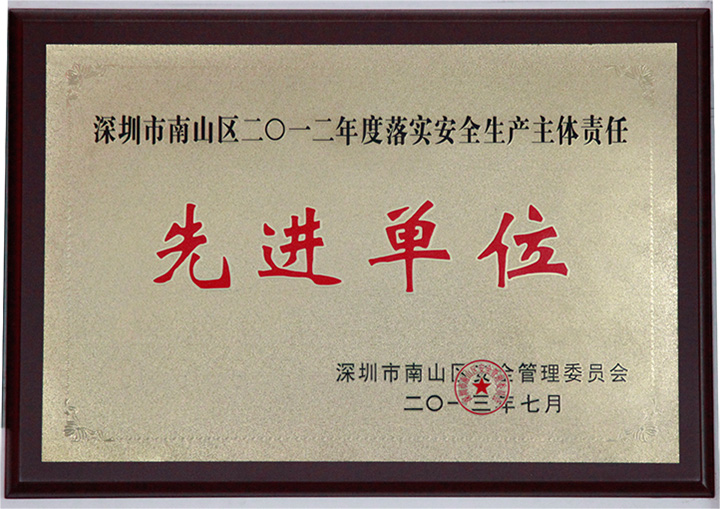 深圳市南山区二〇一二年度落实安全生产主体责任
先进单位
深圳市南山区安全管理委员会
二〇一三年七月